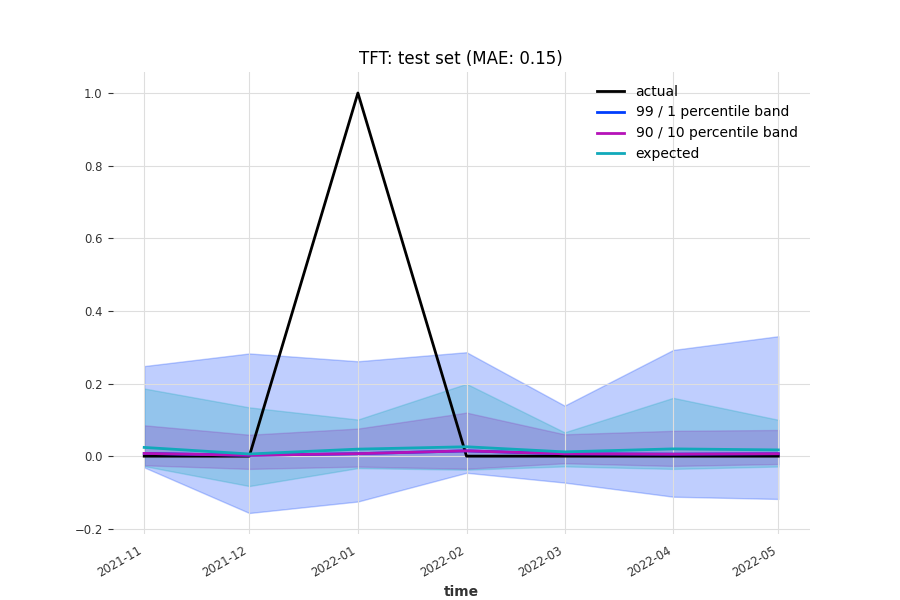 TFT: test set (MAE: 0.15)
actual
99 / 1 percentile band
90 / 10 percentile band
expected
1.0
0.8
0.6
0.4
0.2
0.0
−0.2
2021-11
2021-12
2022-01
2022-02
2022-03
2022-04
2022-05
time